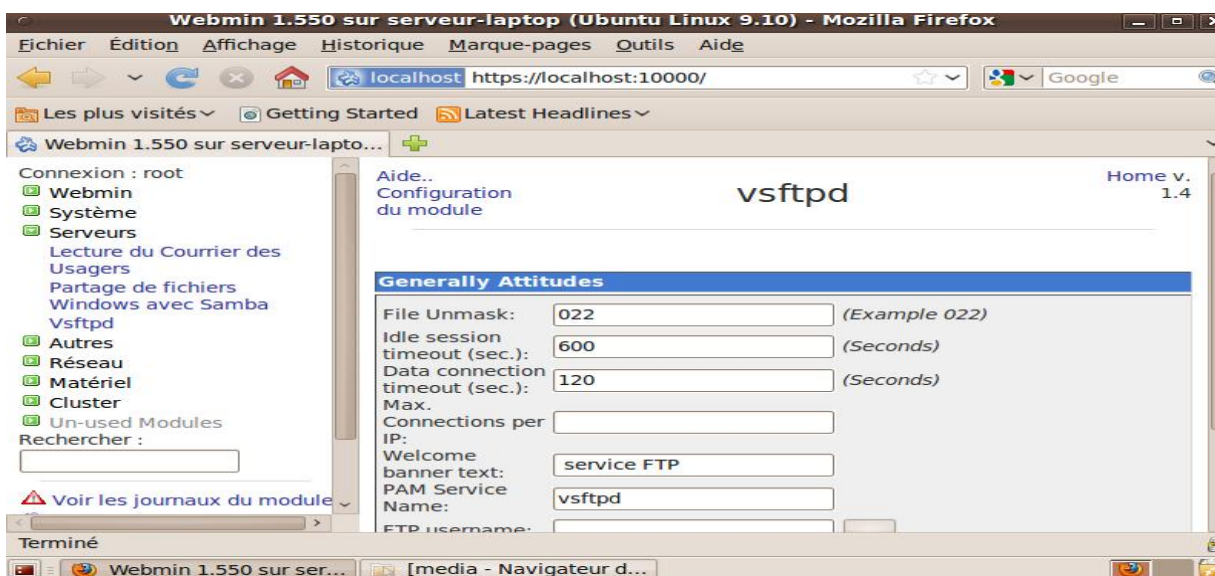 Webmin 1.550 sur serveur-laptop (Ubuntu Linux 9.10) - Mozilla Firefox
Fichier Édition Affichage Historique Marque-pages Outils Aide
localhost https://localhost:10000/ Google
Les plus visités Getting Started Latest Headlines
Webmin 1.550 sur serveur-lapto...
Connexion : root
Webmin
Système
Serveurs
Lecture du Courrier des
Usagers
Partage de fichiers
Windows avec Samba
Vsftpd
Autres
Réseau
Matériel
Cluster
Un-used Modules
Rechercher :
Voir les journaux du module
Aide..
Configuration
du module
vsftpd
Home v.
1.4
Generally Attitudes
File Unmask: 022 (Example 022)
Idle session
timeout (sec.): 600 (Seconds)
Data connection
timeout (sec.): 120 (Seconds)
Max.
Connections per
IP:
Welcome
banner text: service FTP
PAM Service
Name: vsftpd
FTP username:
Terminé
Webmin 1.550 sur ser... [media - Navigateur d...